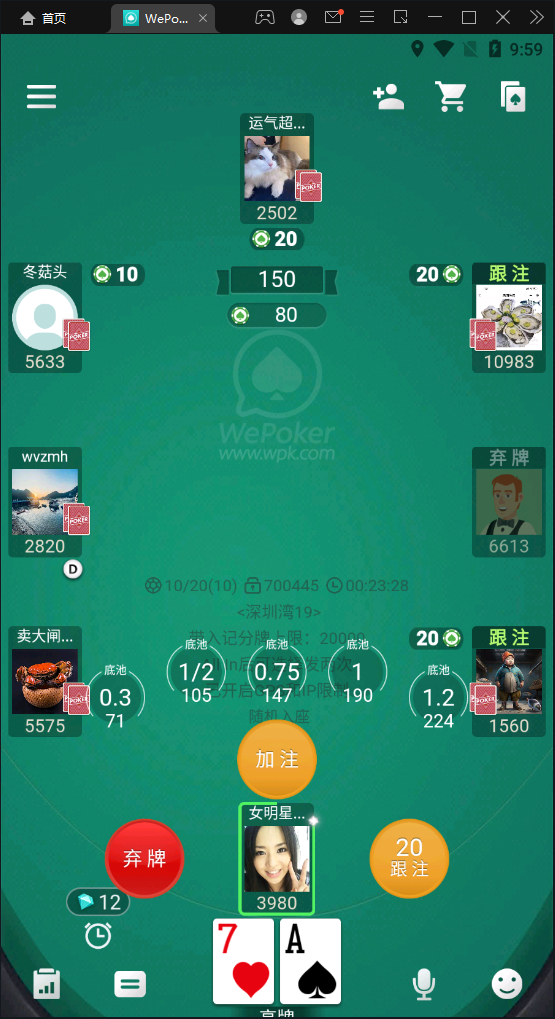 首页
WePo...
9:59
运气超...
2502
20
冬菇头
10
5633
150
80
20
跟注
10983
WePoker
www.wpk.com
wvzmh
2820
D
弃牌
6613
10/20(10) 700445 00:23:28
<深圳湾19>
带入记分牌上限：20000
随机入座
卖大闸...
5575
20
跟注
1560
底池
0.3
71
底池
1/2
105
底池
0.75
147
底池
1
190
底池
1.2
224
加注
弃牌
女明星...
3980
20
跟注
12
7
A
高牌